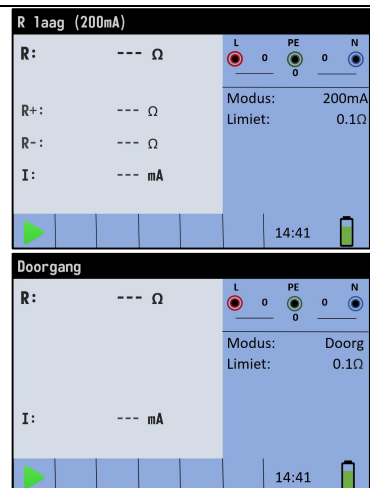 R laag (200mA)
R: --- Ω
L PE N
0 0
0
R+: --- Ω
R-: --- Ω
I: --- mA
Modus: 200mA
Limiet: 0.1Ω
14:41
Doorgang
R: --- Ω
L PE N
0 0
0
Modus: Doorg
Limiet: 0.1Ω
I: --- mA
14:41